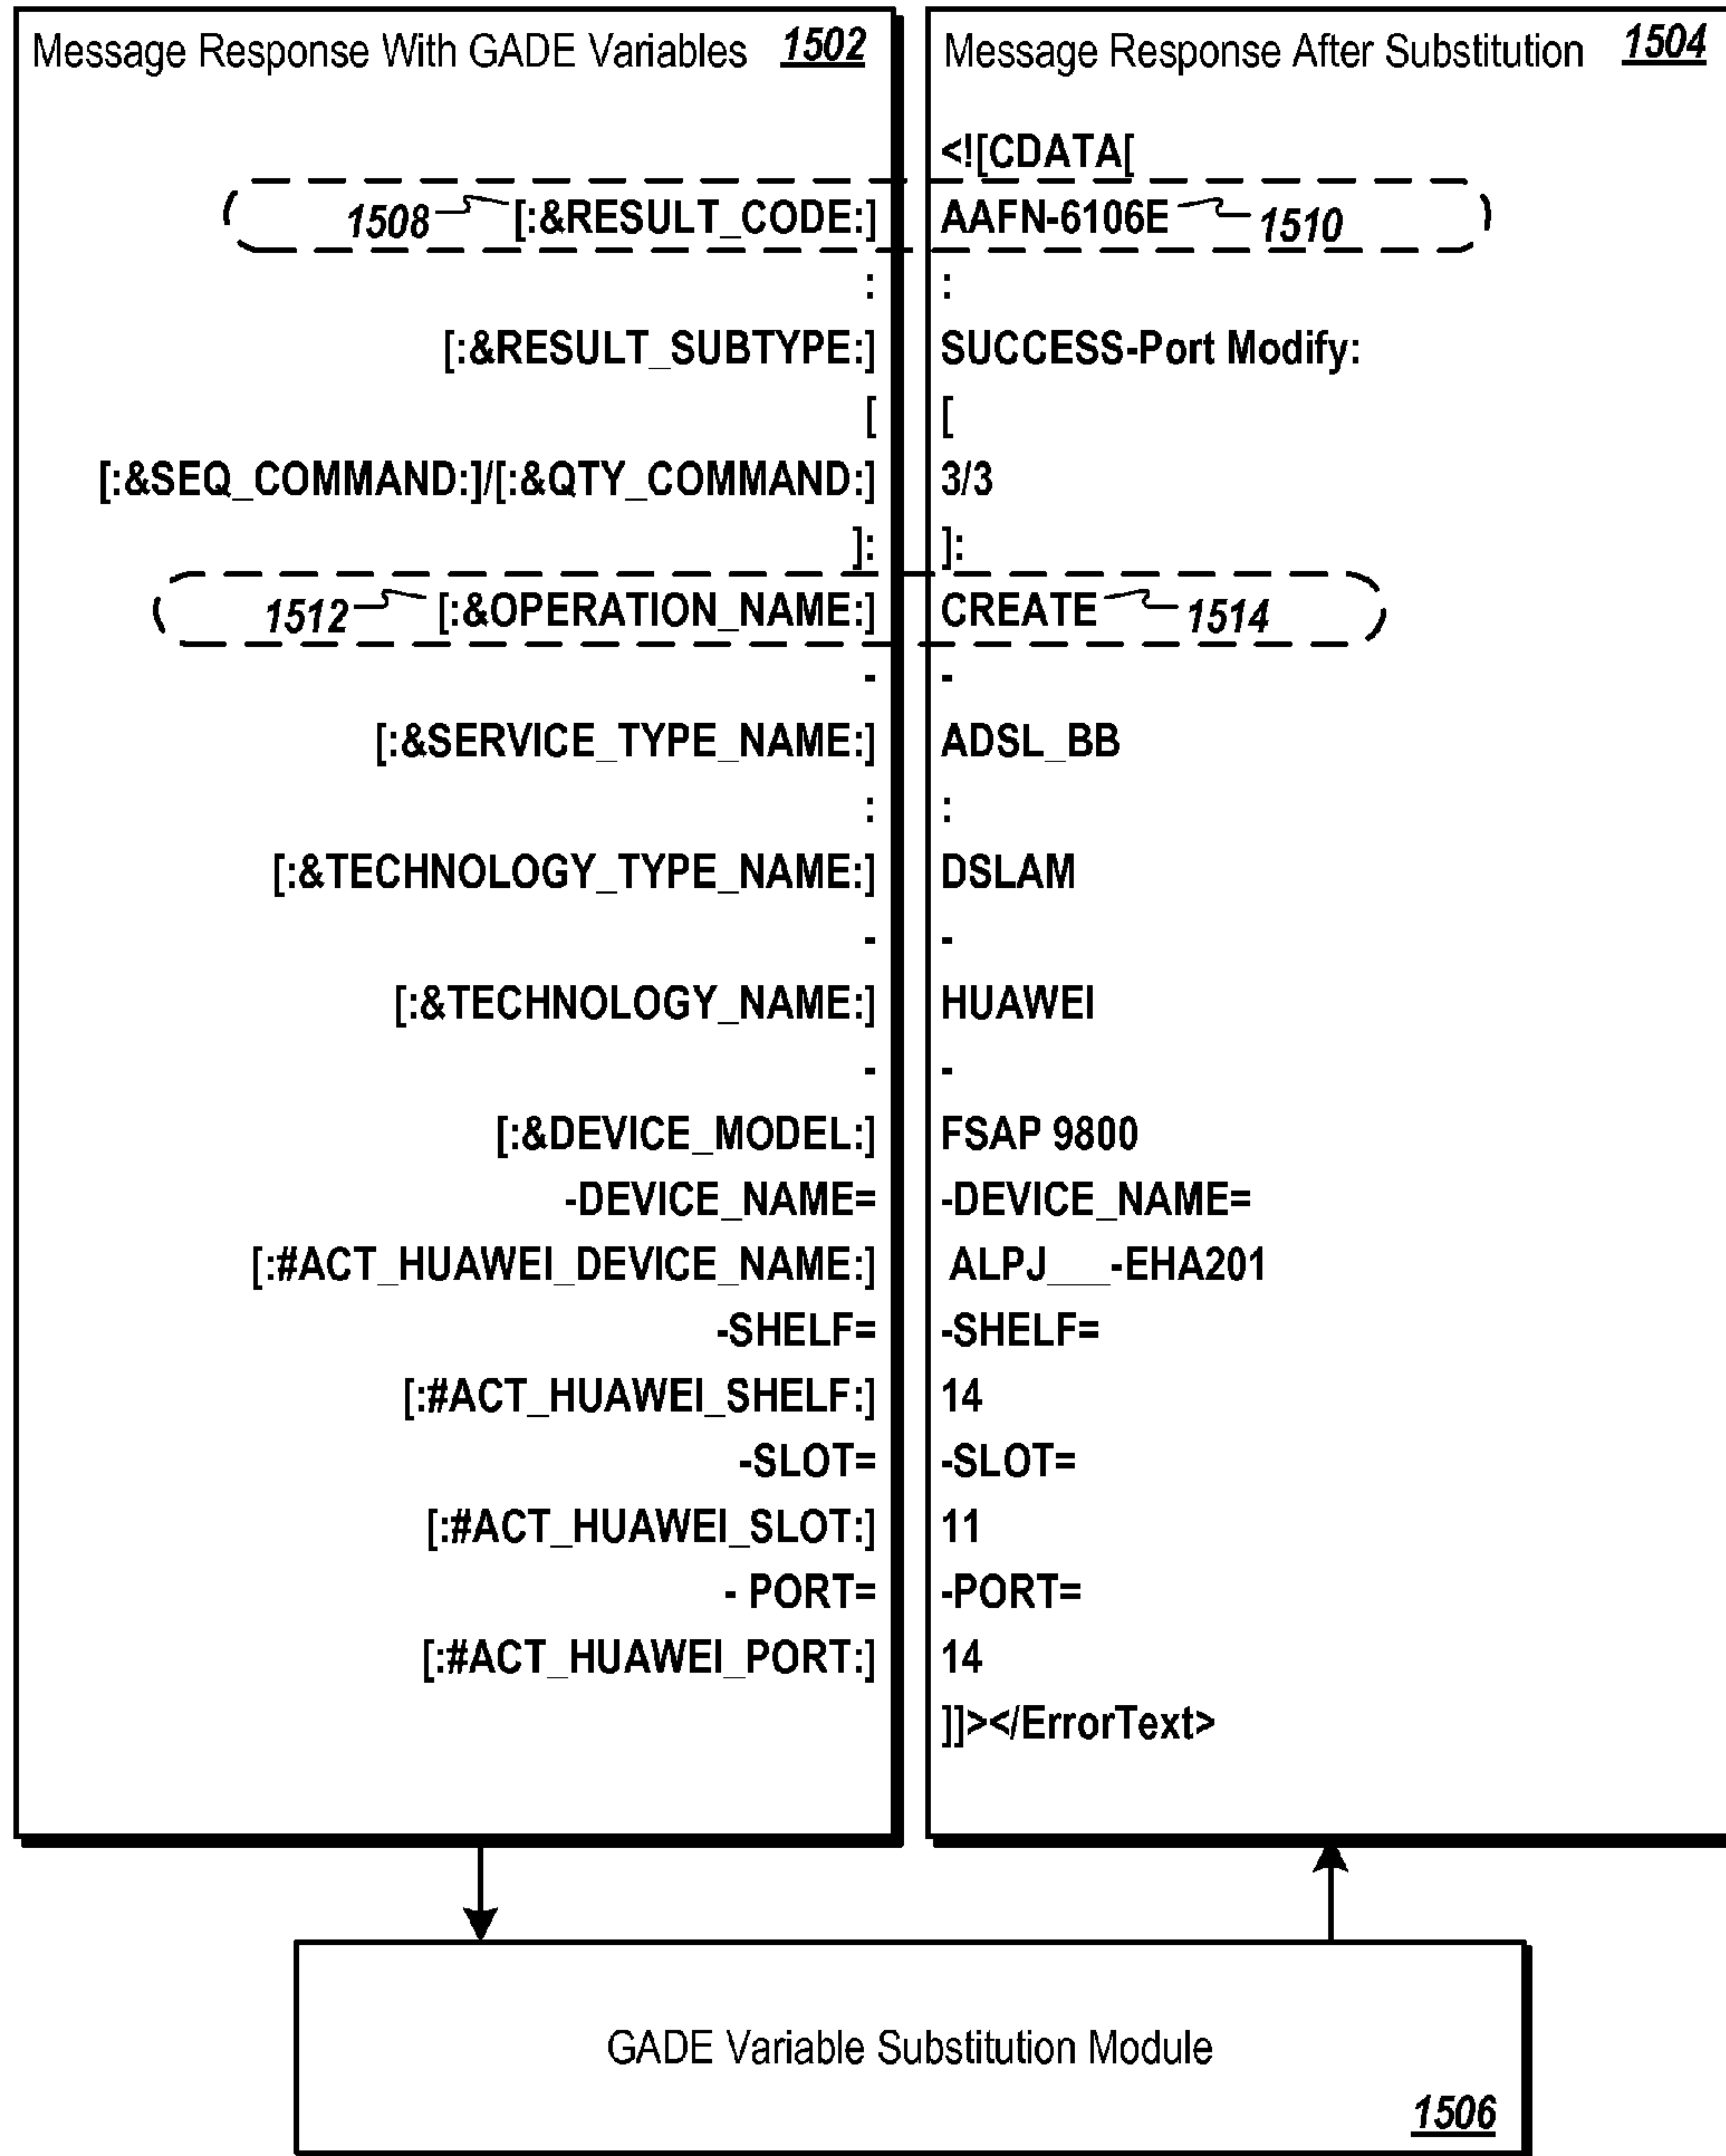 Message Response With GADE Variables 1502
1508 [:&RESULT_CODE:]
:
[:&RESULT_SUBTYPE:]
[
[:&SEQ_COMMAND:]/[:&QTY_COMMAND:]
]:
1512 [:&OPERATION_NAME:]
-
[:&SERVICE_TYPE_NAME:]
:
[:&TECHNOLOGY_TYPE_NAME:]
-
[:&TECHNOLOGY_NAME:]
-
[:&DEVICE_MODEL:]
-DEVICE_NAME=
[:#ACT_HUAWEI_DEVICE_NAME:]
-SHELF=
[:#ACT_HUAWEI_SHELF:]
-SLOT=
[:#ACT_HUAWEI_SLOT:]
- PORT=
[:#ACT_HUAWEI_PORT:]
Message Response After Substitution 1504
<![CDATA[
AAFN-6106E 1510
:
SUCCESS-Port Modify:
[
3/3
]:
CREATE 1514
-
ADSL_BB
:
DSLAM
-
HUAWEI
-
FSAP 9800
-DEVICE_NAME=
ALPJ___-EHA201
-SHELF=
14
-SLOT=
11
-PORT=
14
]]></ErrorText>
GADE Variable Substitution Module
1506